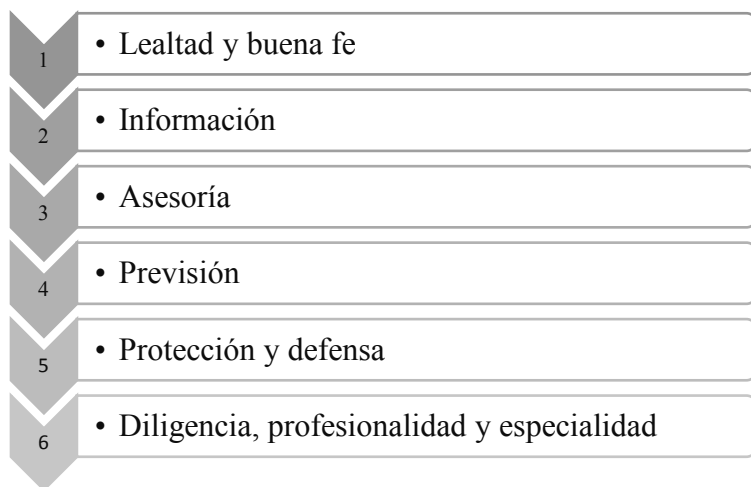 1 • Lealtad y buena fe
2 • Información
3 • Asesoría
4 • Previsión
5 • Protección y defensa
6 • Diligencia, profesionalidad y especialidad